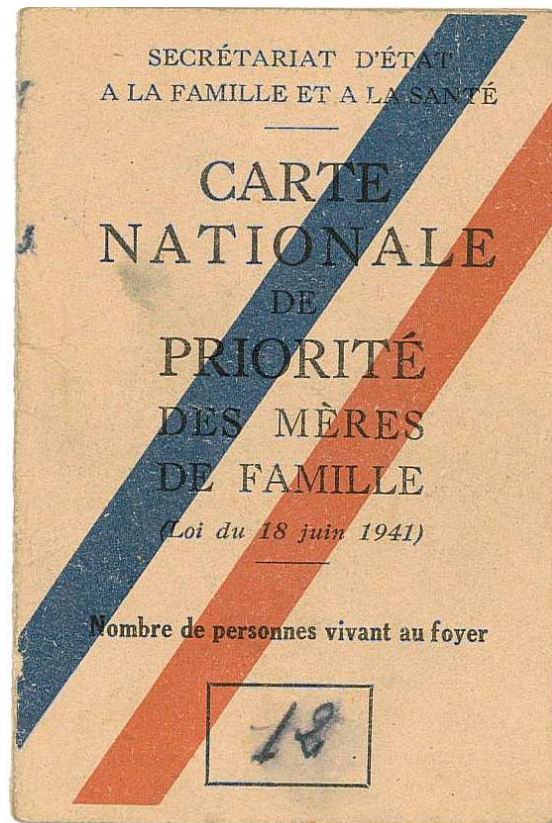 SECRÉTARIAT D'ÉTAT
A LA FAMILLE ET A LA SANTÉ
CARTE
NATIONALE
DE
PRIORITÉ
DES MÈRES
DE FAMILLE
(Loi du 18 juin 1941)
Nombre de personnes vivant au foyer
12